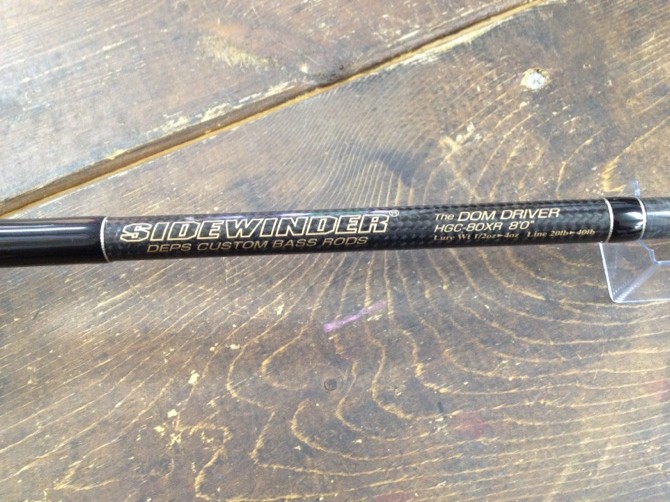 SIDEWINDER®
DEPS CUSTOM BASS RODS
The DOM DRIVER
HGC-80XR 8'0"
Lure Wt 1/2oz▸4oz Line 20lb▸40lb